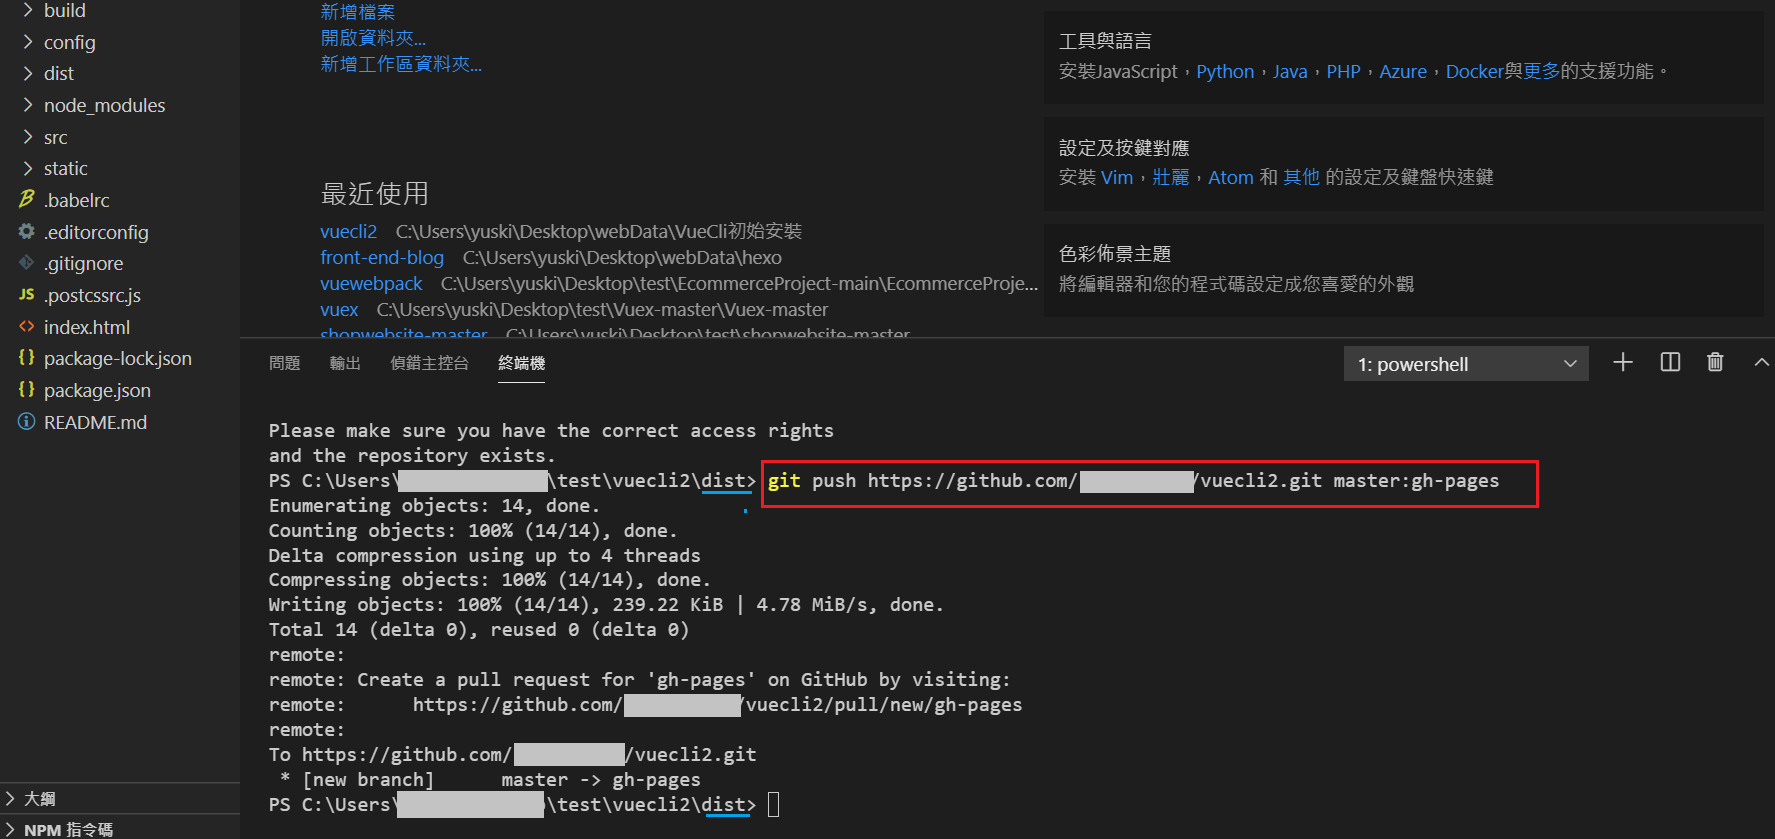 build
config
dist
node_modules
src
static
.babelrc
.editorconfig
.gitignore
JS .postcssrc.js
index.html
package-lock.json
package.json
README.md
大綱
NPM 指令碼
新增檔案
開啟資料夾...
新增工作區資料夾...
最近使用
vuecli2 C:\Users\yuski\Desktop\webData\VueCli初始安裝
front-end-blog C:\Users\yuski\Desktop\webData\hexo
vuewebpack C:\Users\yuski\Desktop\test\EcommerceProject-main\EcommerceProje...
vuex C:\Users\yuski\Desktop\test\Vuex-master\Vuex-master
shopwebsite-master C:\Users\yuski\Desktop\test\shopwebsite-master
工具與語言
安裝JavaScript，Python，Java，PHP，Azure，Docker與更多的支援功能。
設定及按鍵對應
安裝 Vim，壯麗，Atom 和 其他 的設定及鍵盤快速鍵
色彩佈景主題
將編輯器和您的程式碼設定成您喜愛的外觀
問題 輸出 偵錯主控台 終端機
1: powershell
Please make sure you have the correct access rights
and the repository exists.
PS C:\Users\ \test\vuecli2\dist> git push https://github.com/ /vuecli2.git master:gh-pages
Enumerating objects: 14, done.
Counting objects: 100% (14/14), done.
Delta compression using up to 4 threads
Compressing objects: 100% (14/14), done.
Writing objects: 100% (14/14), 239.22 KiB | 4.78 MiB/s, done.
Total 14 (delta 0), reused 0 (delta 0)
remote:
remote: Create a pull request for 'gh-pages' on GitHub by visiting:
remote: https://github.com/ /vuecli2/pull/new/gh-pages
remote:
To https://github.com/ /vuecli2.git
* [new branch] master -> gh-pages
PS C:\Users\ \test\vuecli2\dist>